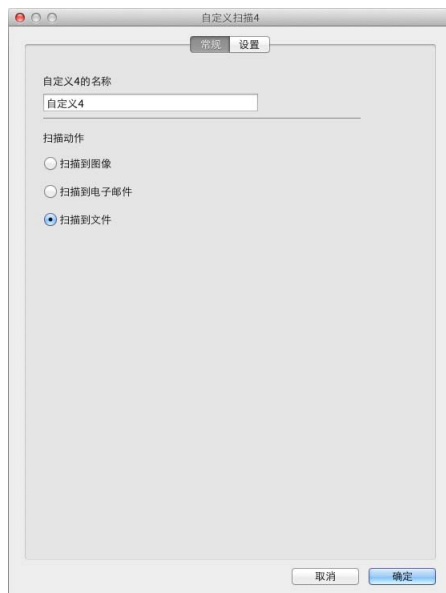 自定义扫描4
常规 设置
自定义4的名称
自定义4
扫描动作
扫描到图像
扫描到电子邮件
扫描到文件
取消 确定